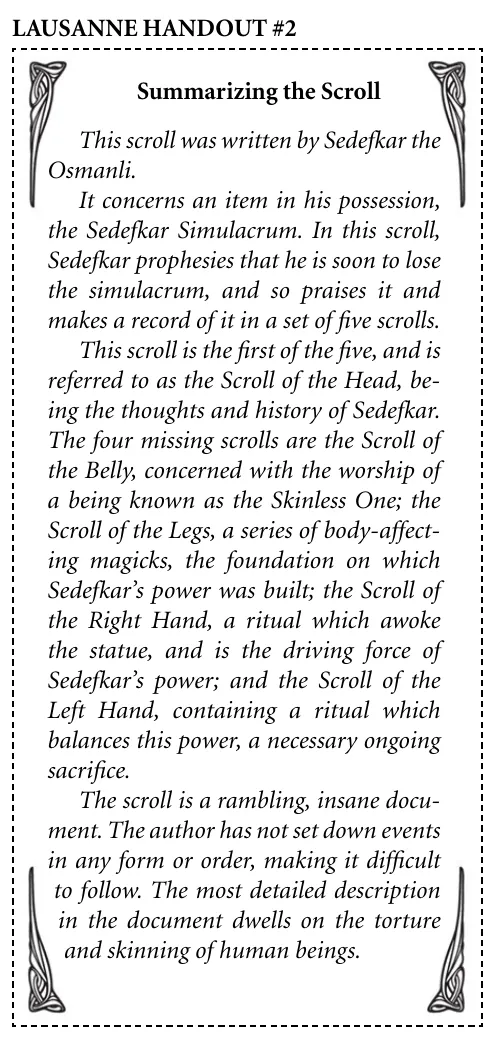 LAUSANNE HANDOUT #2
Summarizing the Scroll
This scroll was written by Sedefkar the
Osmanli.
It concerns an item in his possession,
the Sedefkar Simulacrum. In this scroll,
Sedefkar prophesies that he is soon to lose
the simulacrum, and so praises it and
makes a record of it in a set of five scrolls.
This scroll is the first of the five, and is
referred to as the Scroll of the Head, be-
ing the thoughts and history of Sedefkar.
The four missing scrolls are the Scroll of
the Belly, concerned with the worship of
a being known as the Skinless One; the
Scroll of the Legs, a series of body-affect-
ing magicks, the foundation on which
Sedefkar's power was built; the Scroll of
the Right Hand, a ritual which awoke
the statue, and is the driving force of
Sedefkar's power; and the Scroll of the
Left Hand, containing a ritual which
balances this power, a necessary ongoing
sacrifice.
The scroll is a rambling, insane docu-
ment. The author has not set down events
in any form or order, making it difficult
to follow. The most detailed description
in the document dwells on the torture
and skinning of human beings.